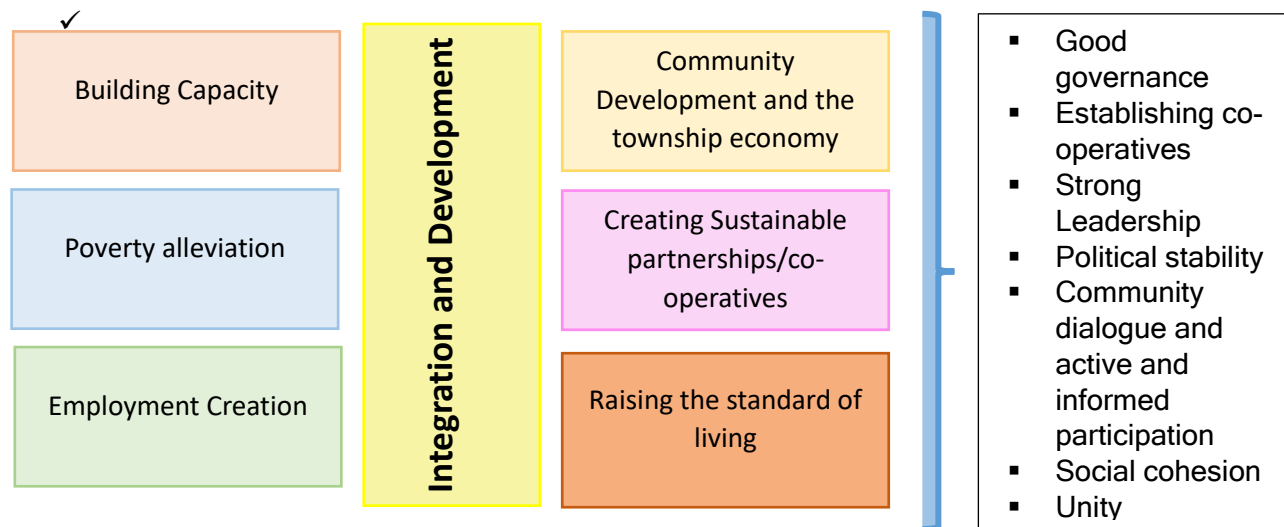 ✓
Building Capacity
Poverty alleviation
Employment Creation
Integration and Development
Community
Development and the
township economy
Creating Sustainable
partnerships/co-
operatives
Raising the standard of
living
▪ Good
governance
▪ Establishing co-
operatives
▪ Strong
Leadership
▪ Political stability
▪ Community
dialogue and
active and
informed
participation
▪ Social cohesion
▪ Unity